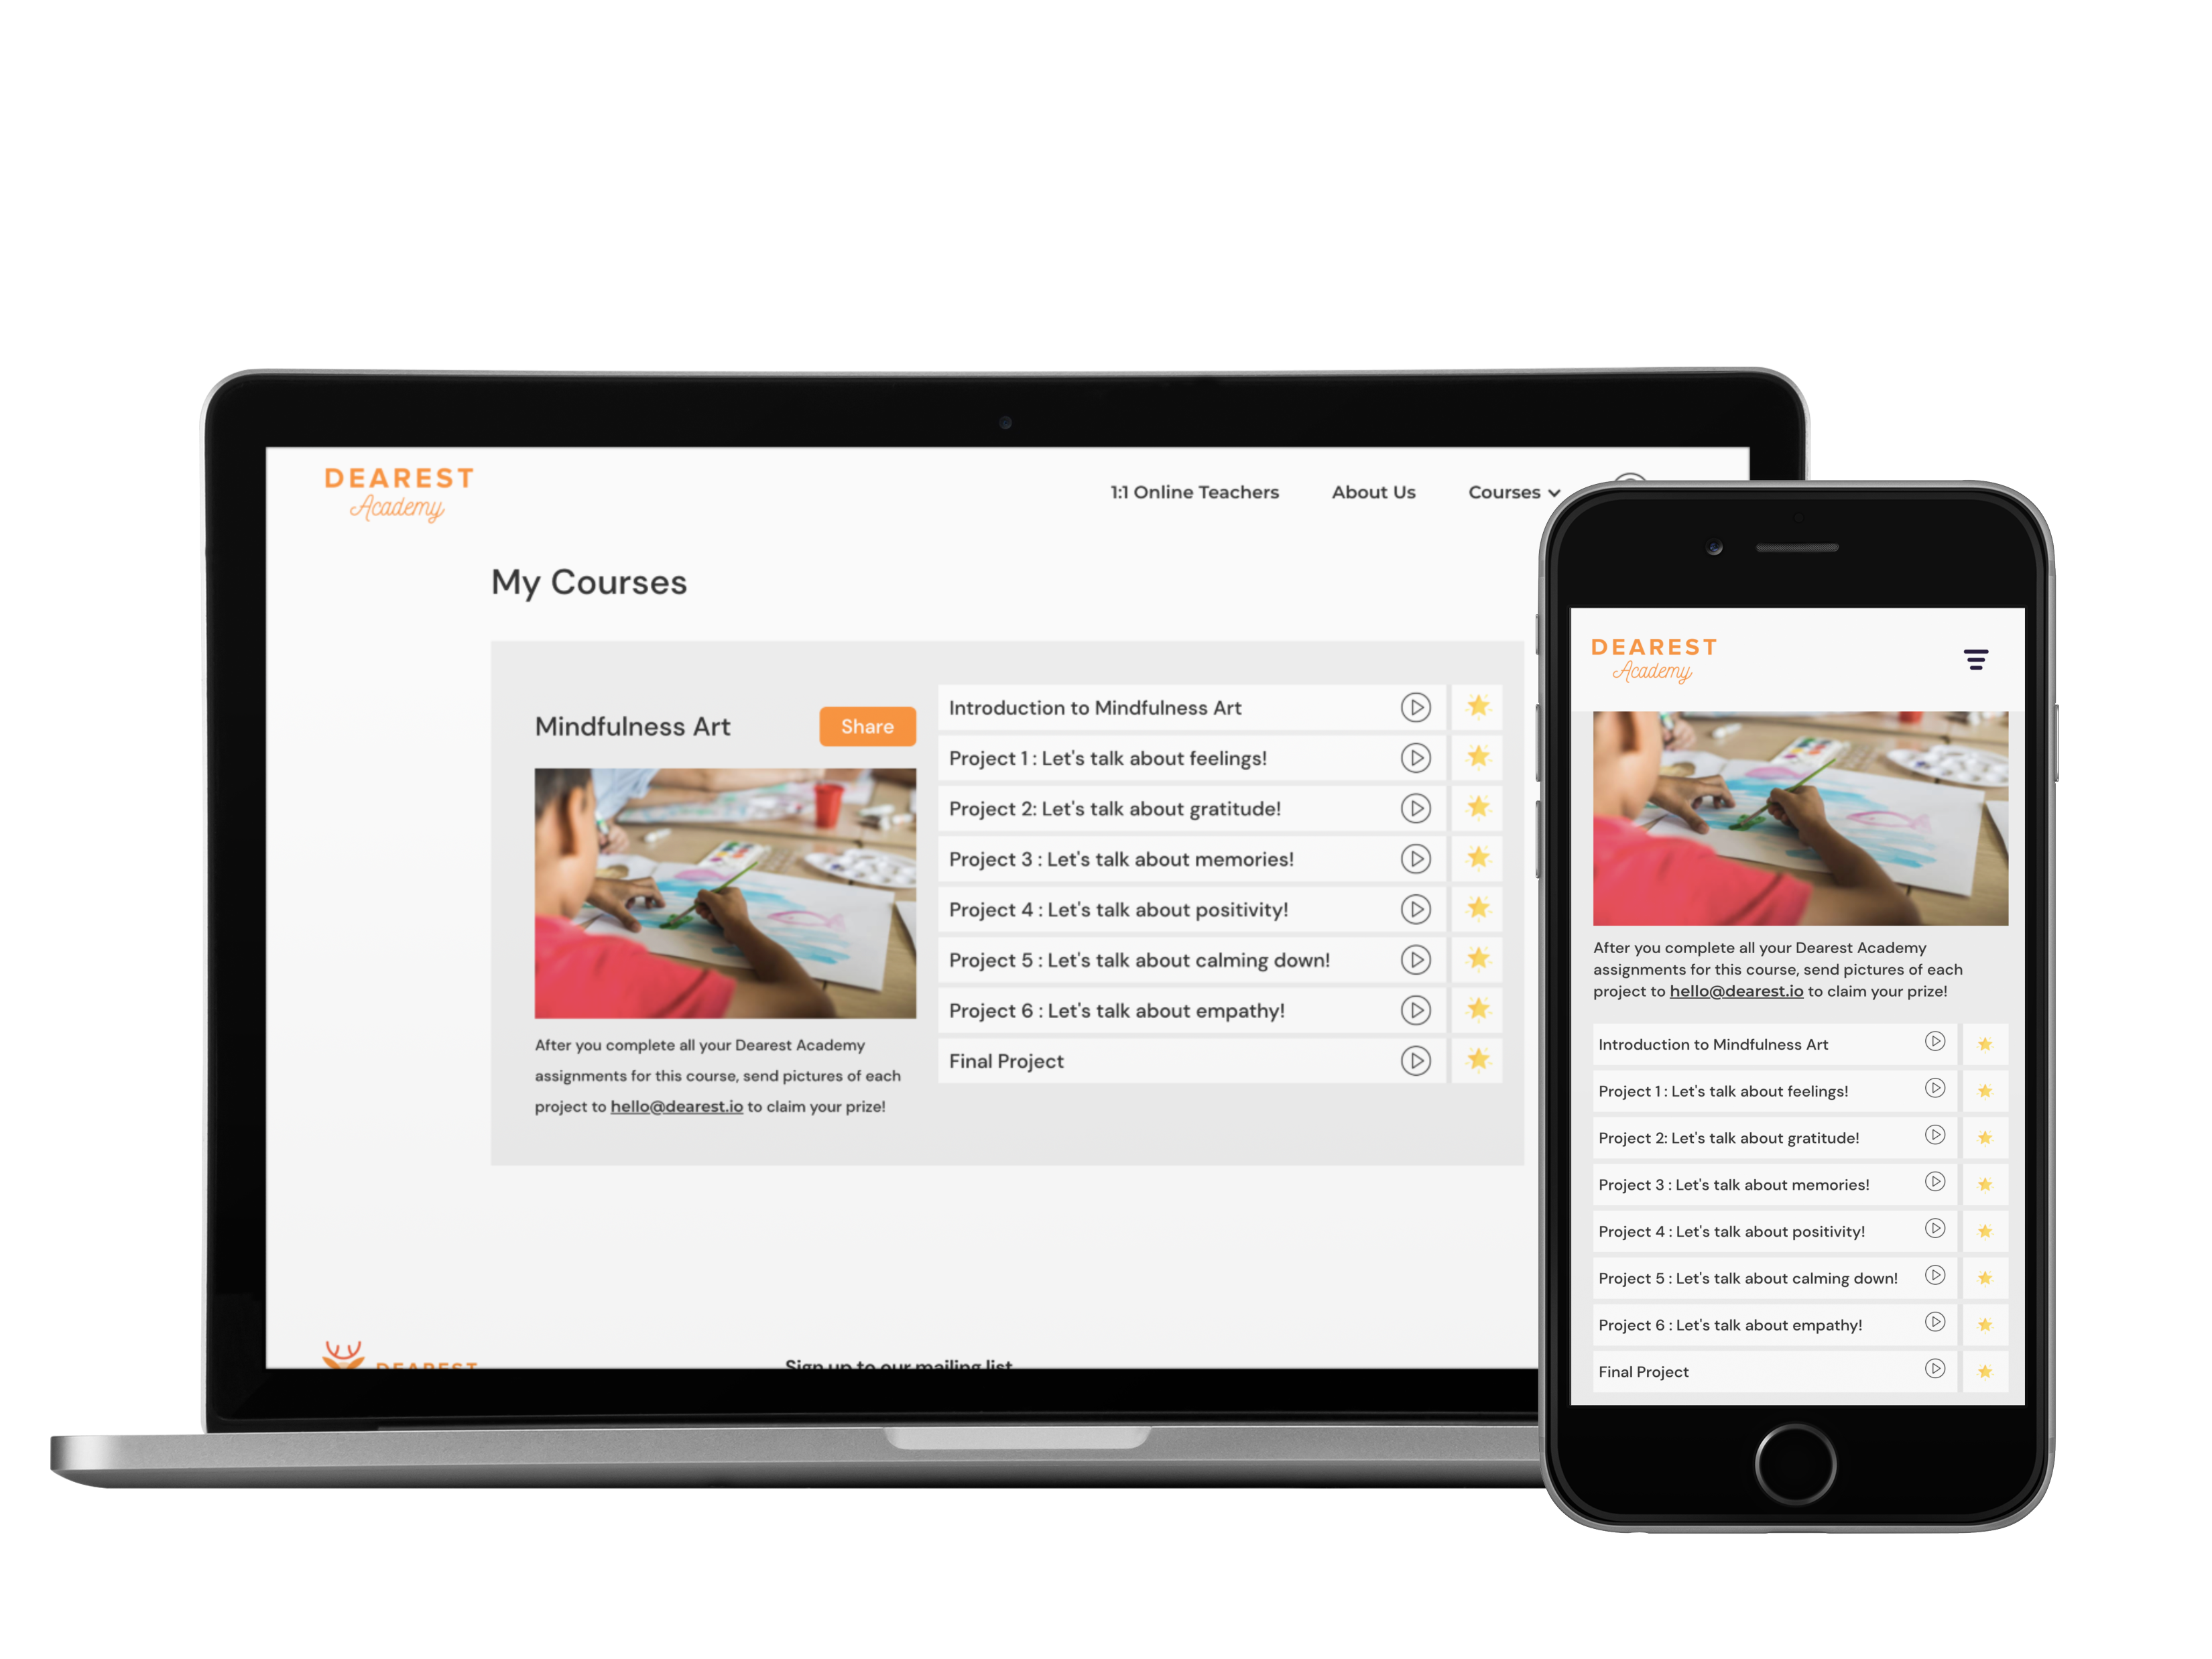 DEAREST
Academy
1:1 Online Teachers
About Us
Courses
My Courses
Mindfulness Art
Share
After you complete all your Dearest Academy
assignments for this course, send pictures of each
project to hello@dearest.io to claim your prize!
Introduction to Mindfulness Art
Project 1 : Let's talk about feelings!
Project 2: Let's talk about gratitude!
Project 3 : Let's talk about memories!
Project 4 : Let's talk about positivity!
Project 5 : Let's talk about calming down!
Project 6 : Let's talk about empathy!
Final Project
DEAREST
Sign up to our mailing list
DEAREST
Academy
After you complete all your Dearest Academy
assignments for this course, send pictures of each
project to hello@dearest.io to claim your prize!
Introduction to Mindfulness Art
Project 1 : Let's talk about feelings!
Project 2: Let's talk about gratitude!
Project 3 : Let's talk about memories!
Project 4 : Let's talk about positivity!
Project 5 : Let's talk about calming down!
Project 6 : Let's talk about empathy!
Final Project